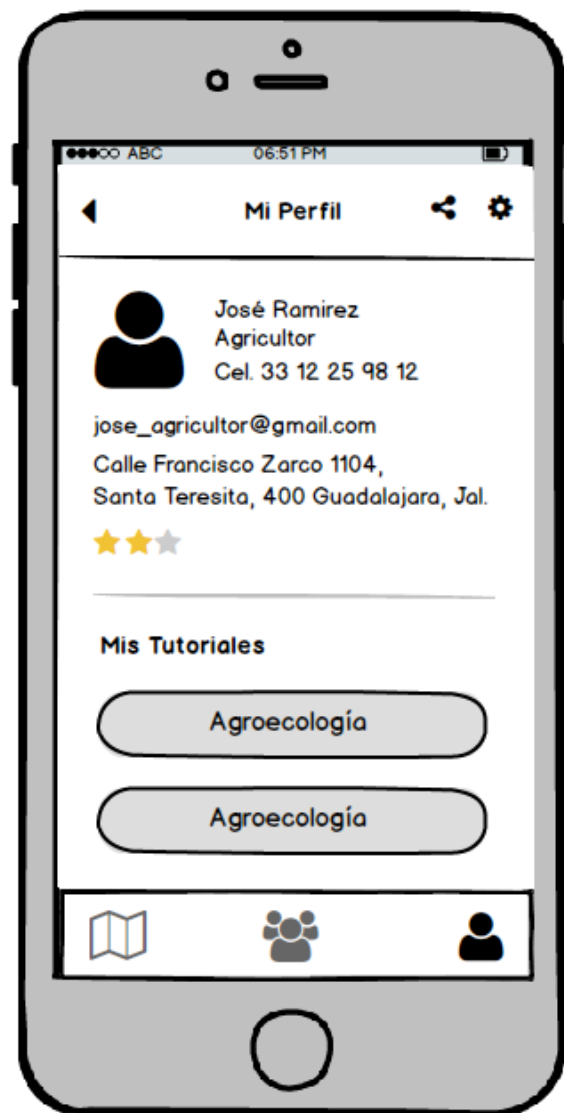 ABC 06:51 PM
Mi Perfil
José Ramirez
Agricultor
Cel. 33 12 25 98 12
jose_agricultor@gmail.com
Calle Francisco Zarco 1104,
Santa Teresita, 400 Guadalajara, Jal.
Mis Tutoriales
Agroecología
Agroecología